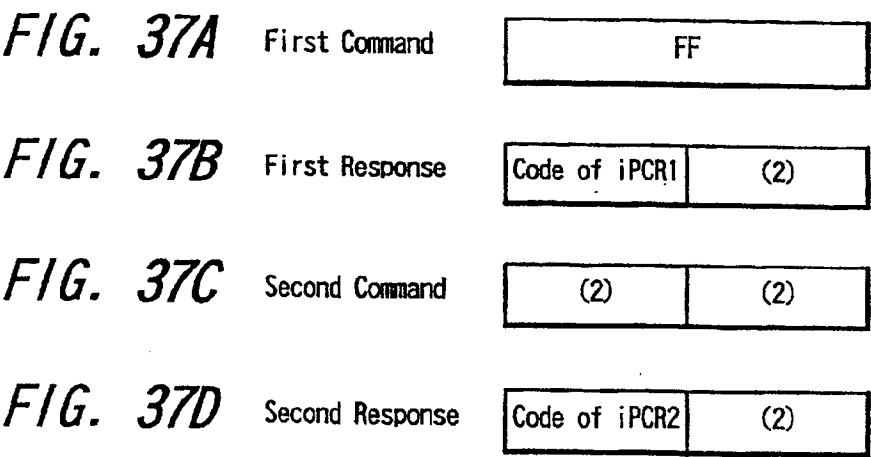 FIG. 37A First Command FF
FIG. 37B First Response Code of iPCR1 (2)
FIG. 37C Second Command (2) (2)
FIG. 37D Second Response Code of iPCR2 (2)